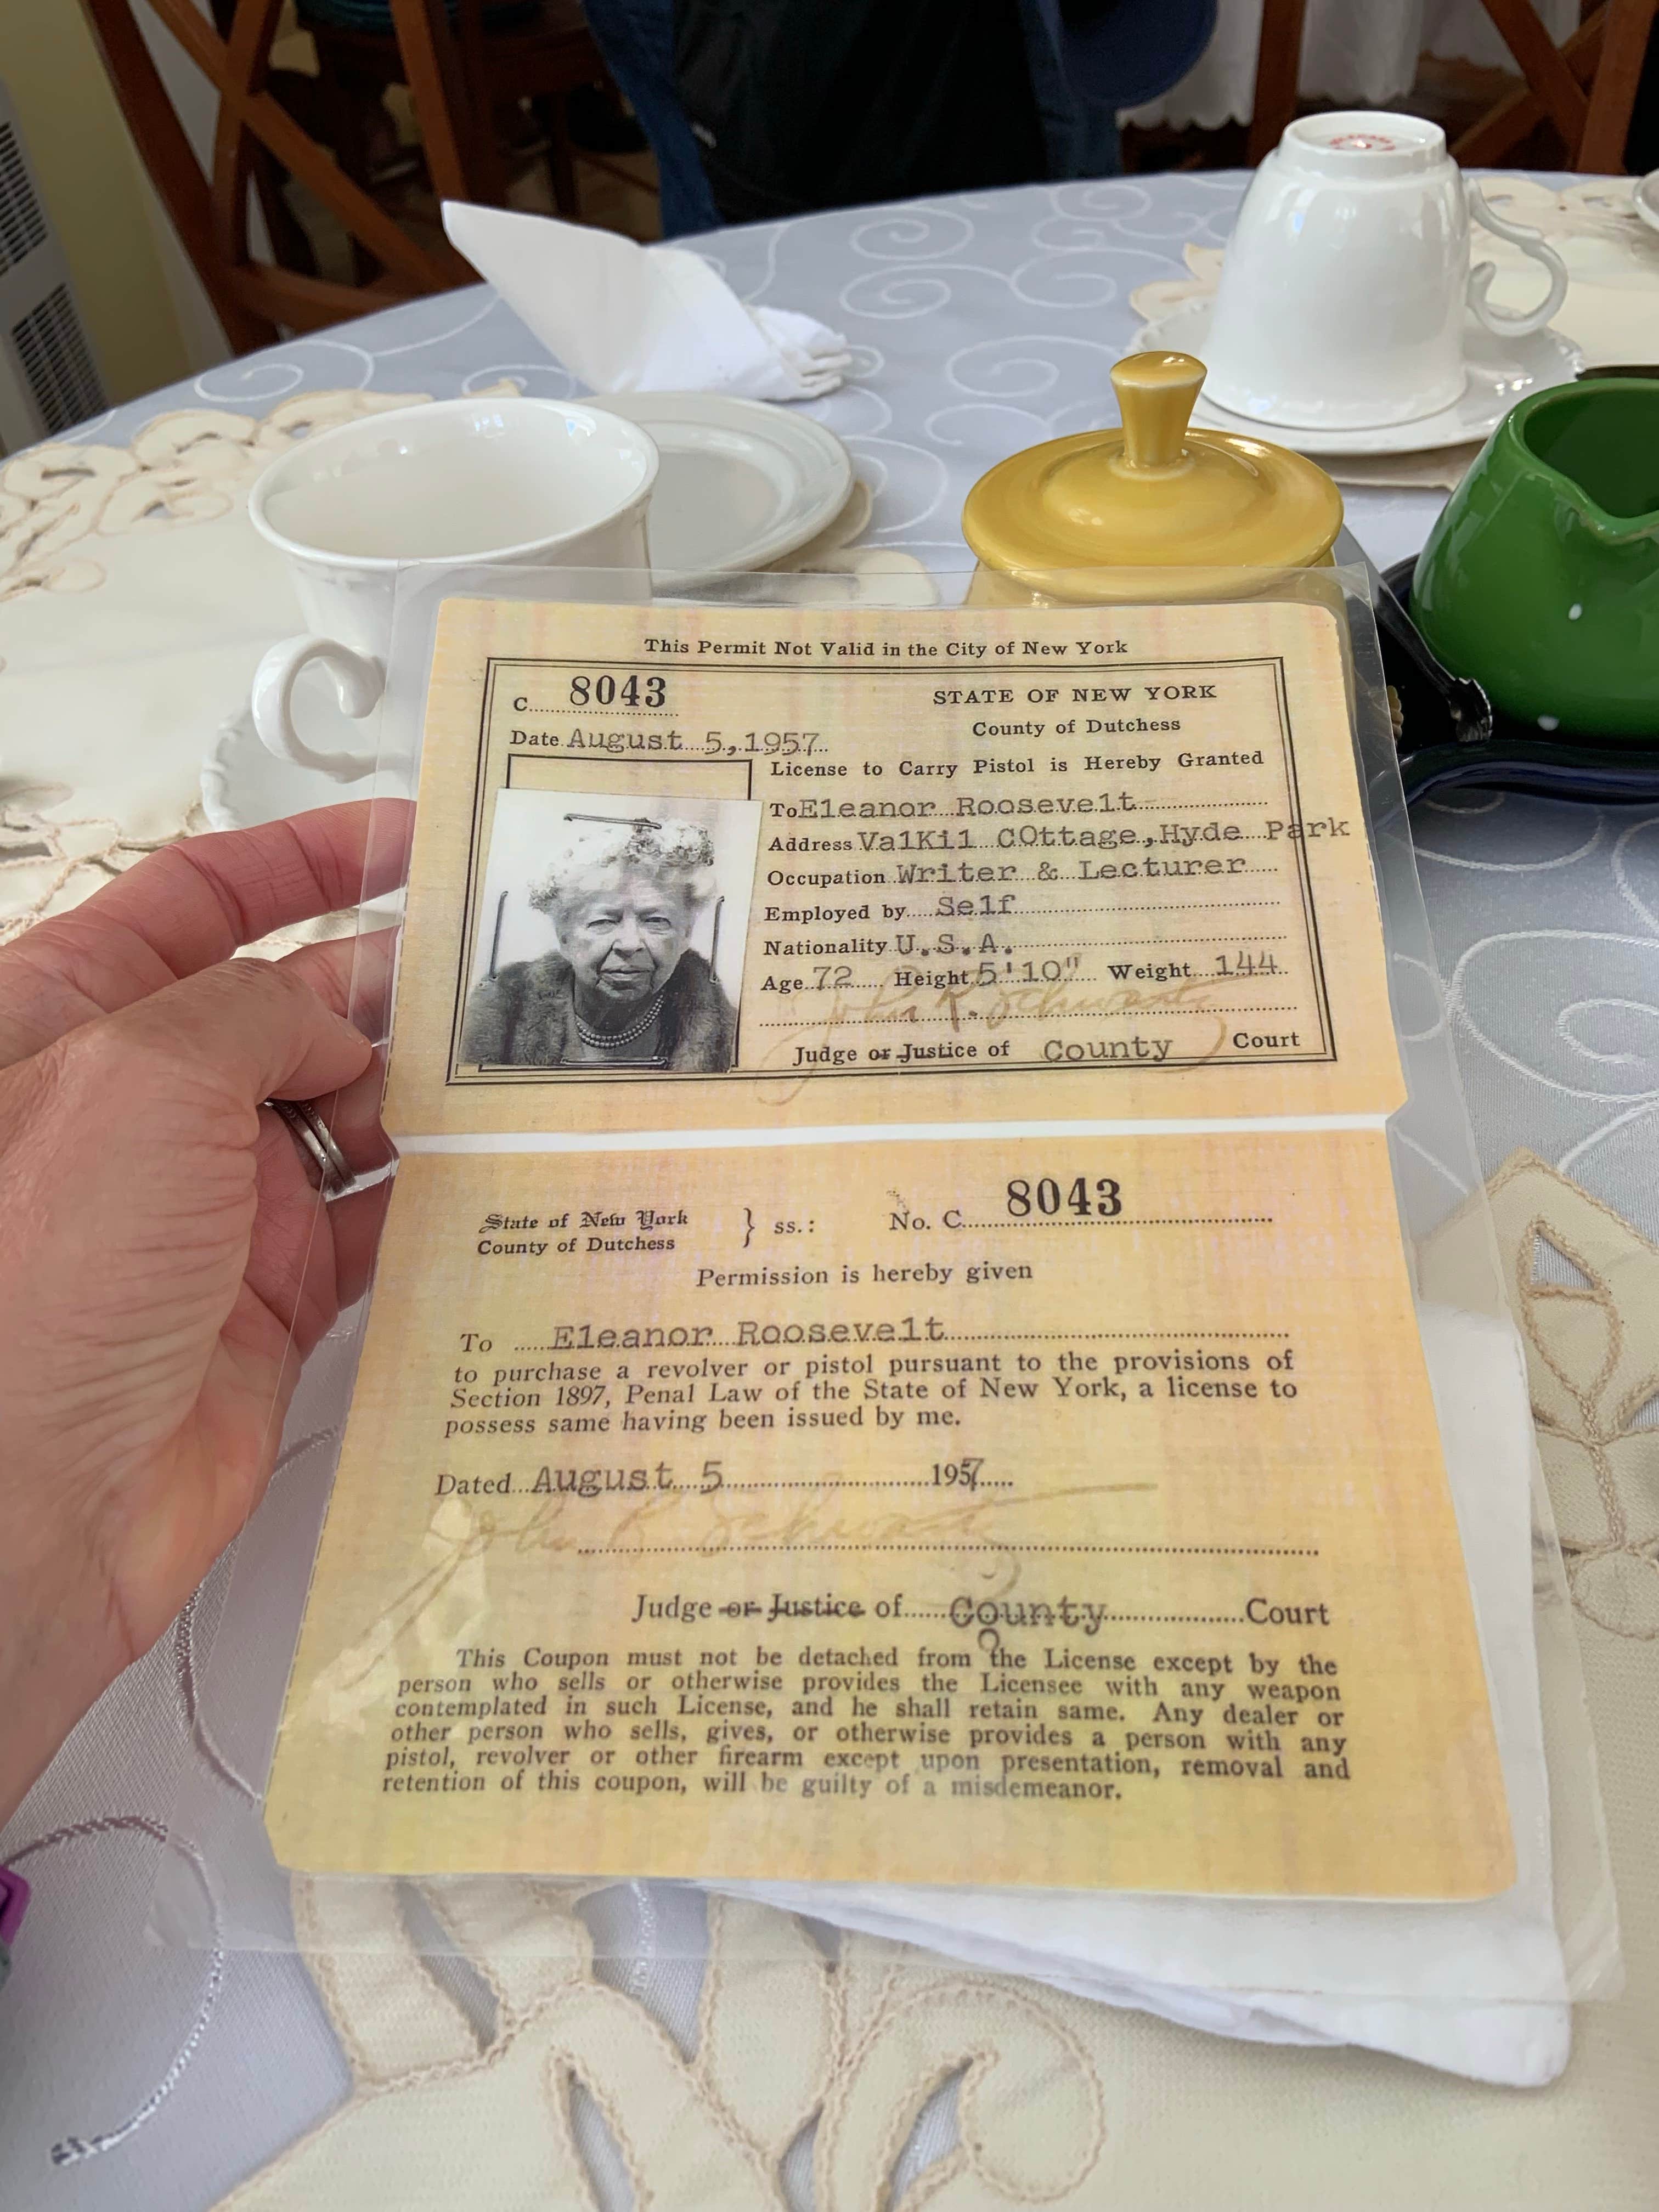 This Permit Not Valid in the City of New York
C 8043
STATE OF NEW YORK
County of Dutchess
Date August 5,1957
License to Carry Pistol is Hereby Granted
To Eleanor Roosevelt
Address ValKil COttage,Hyde Park
Occupation Writer & Lecturer
Employed by Self
Nationality U.S.A.
Age 72 Height 5'10" Weight 144
John R. Schwartz
Judge or Justice of County Court
State of New York } ss.: No. C 8043
County of Dutchess
Permission is hereby given
To Eleanor Roosevelt
to purchase a revolver or pistol pursuant to the provisions of
Section 1897, Penal Law of the State of New York, a license to
possess same having been issued by me.
Dated August 5 1957
John R Schwartz
Judge or Justice of County Court
This Coupon must not be detached from the License except by the
person who sells or otherwise provides the Licensee with any weapon
contemplated in such License, and he shall retain same. Any dealer or
other person who sells, gives, or otherwise provides a person with any
pistol, revolver or other firearm except upon presentation, removal and
retention of this coupon, will be guilty of a misdemeanor.